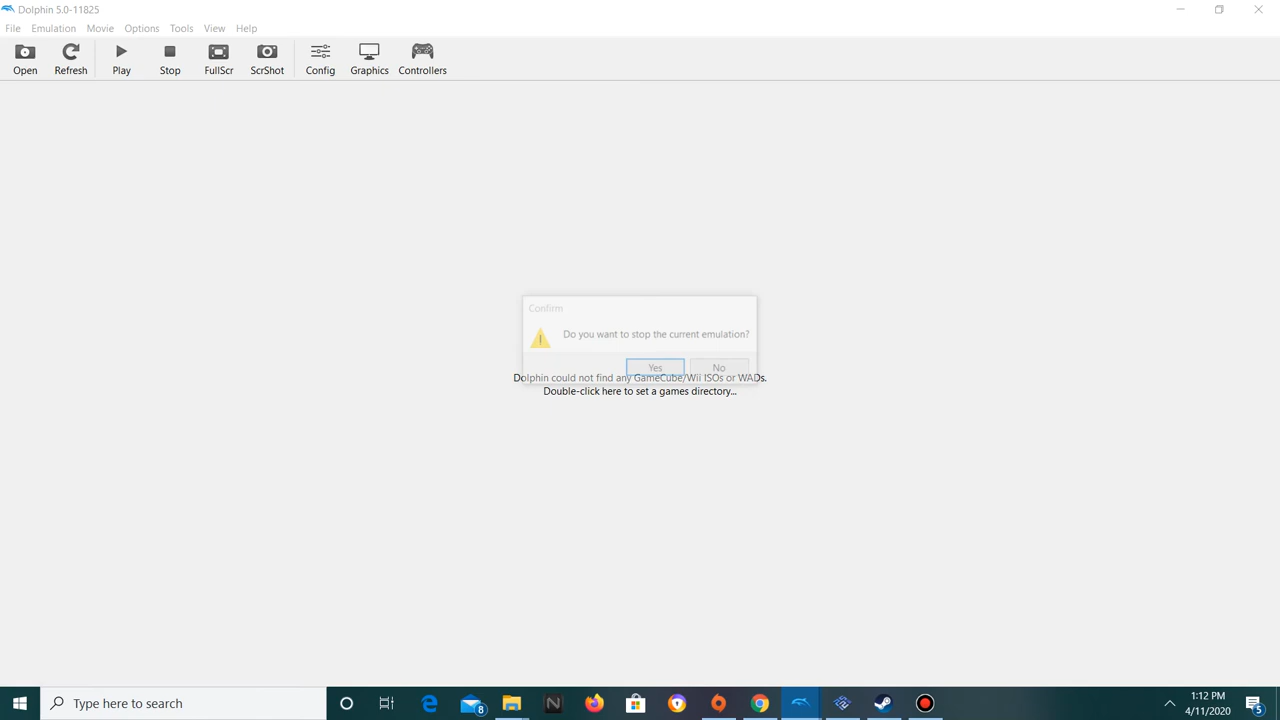 Dolphin 5.0-11825
File Emulation Movie Options Tools View Help
Open Refresh Play Stop FullScr ScrShot Config Graphics Controllers
Confirm
Do you want to stop the current emulation?
Yes No
Dolphin could not find any GameCube/Wii ISOs or WADs.
Double-click here to set a games directory...
Type here to search
8
1:12 PM
4/11/2020
5